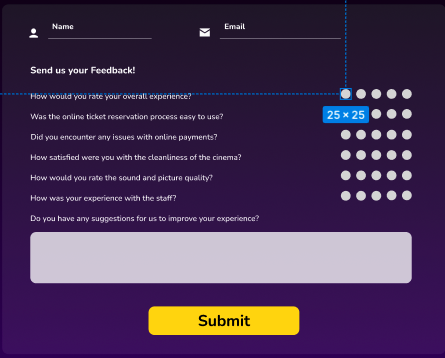 Name
Email
Send us your Feedback!
How would you rate your overall experience?
Was the online ticket reservation process easy to use?
25 × 25
Did you encounter any issues with online payments?
How satisfied were you with the cleanliness of the cinema?
How would you rate the sound and picture quality?
How was your experience with the staff?
Do you have any suggestions for us to improve your experience?
Submit